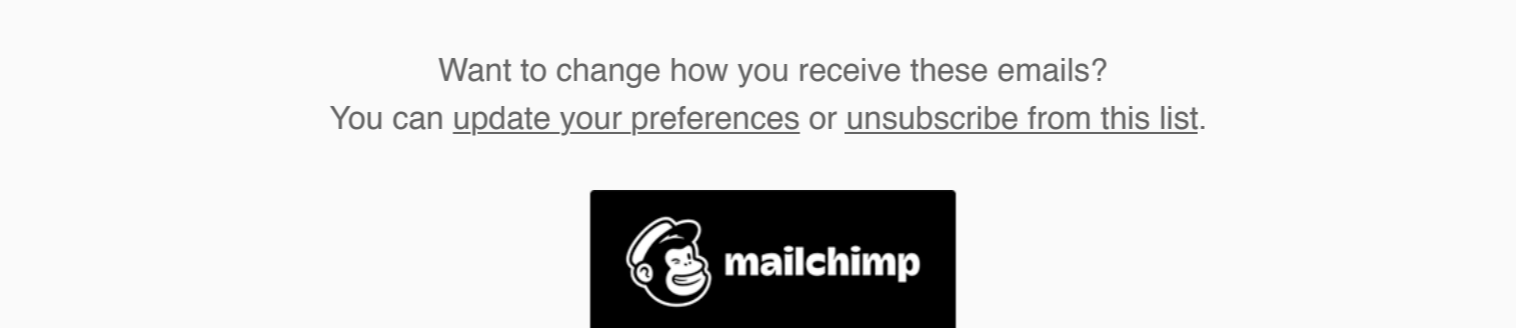 Want to change how you receive these emails?
You can update your preferences or unsubscribe from this list.
mailchimp